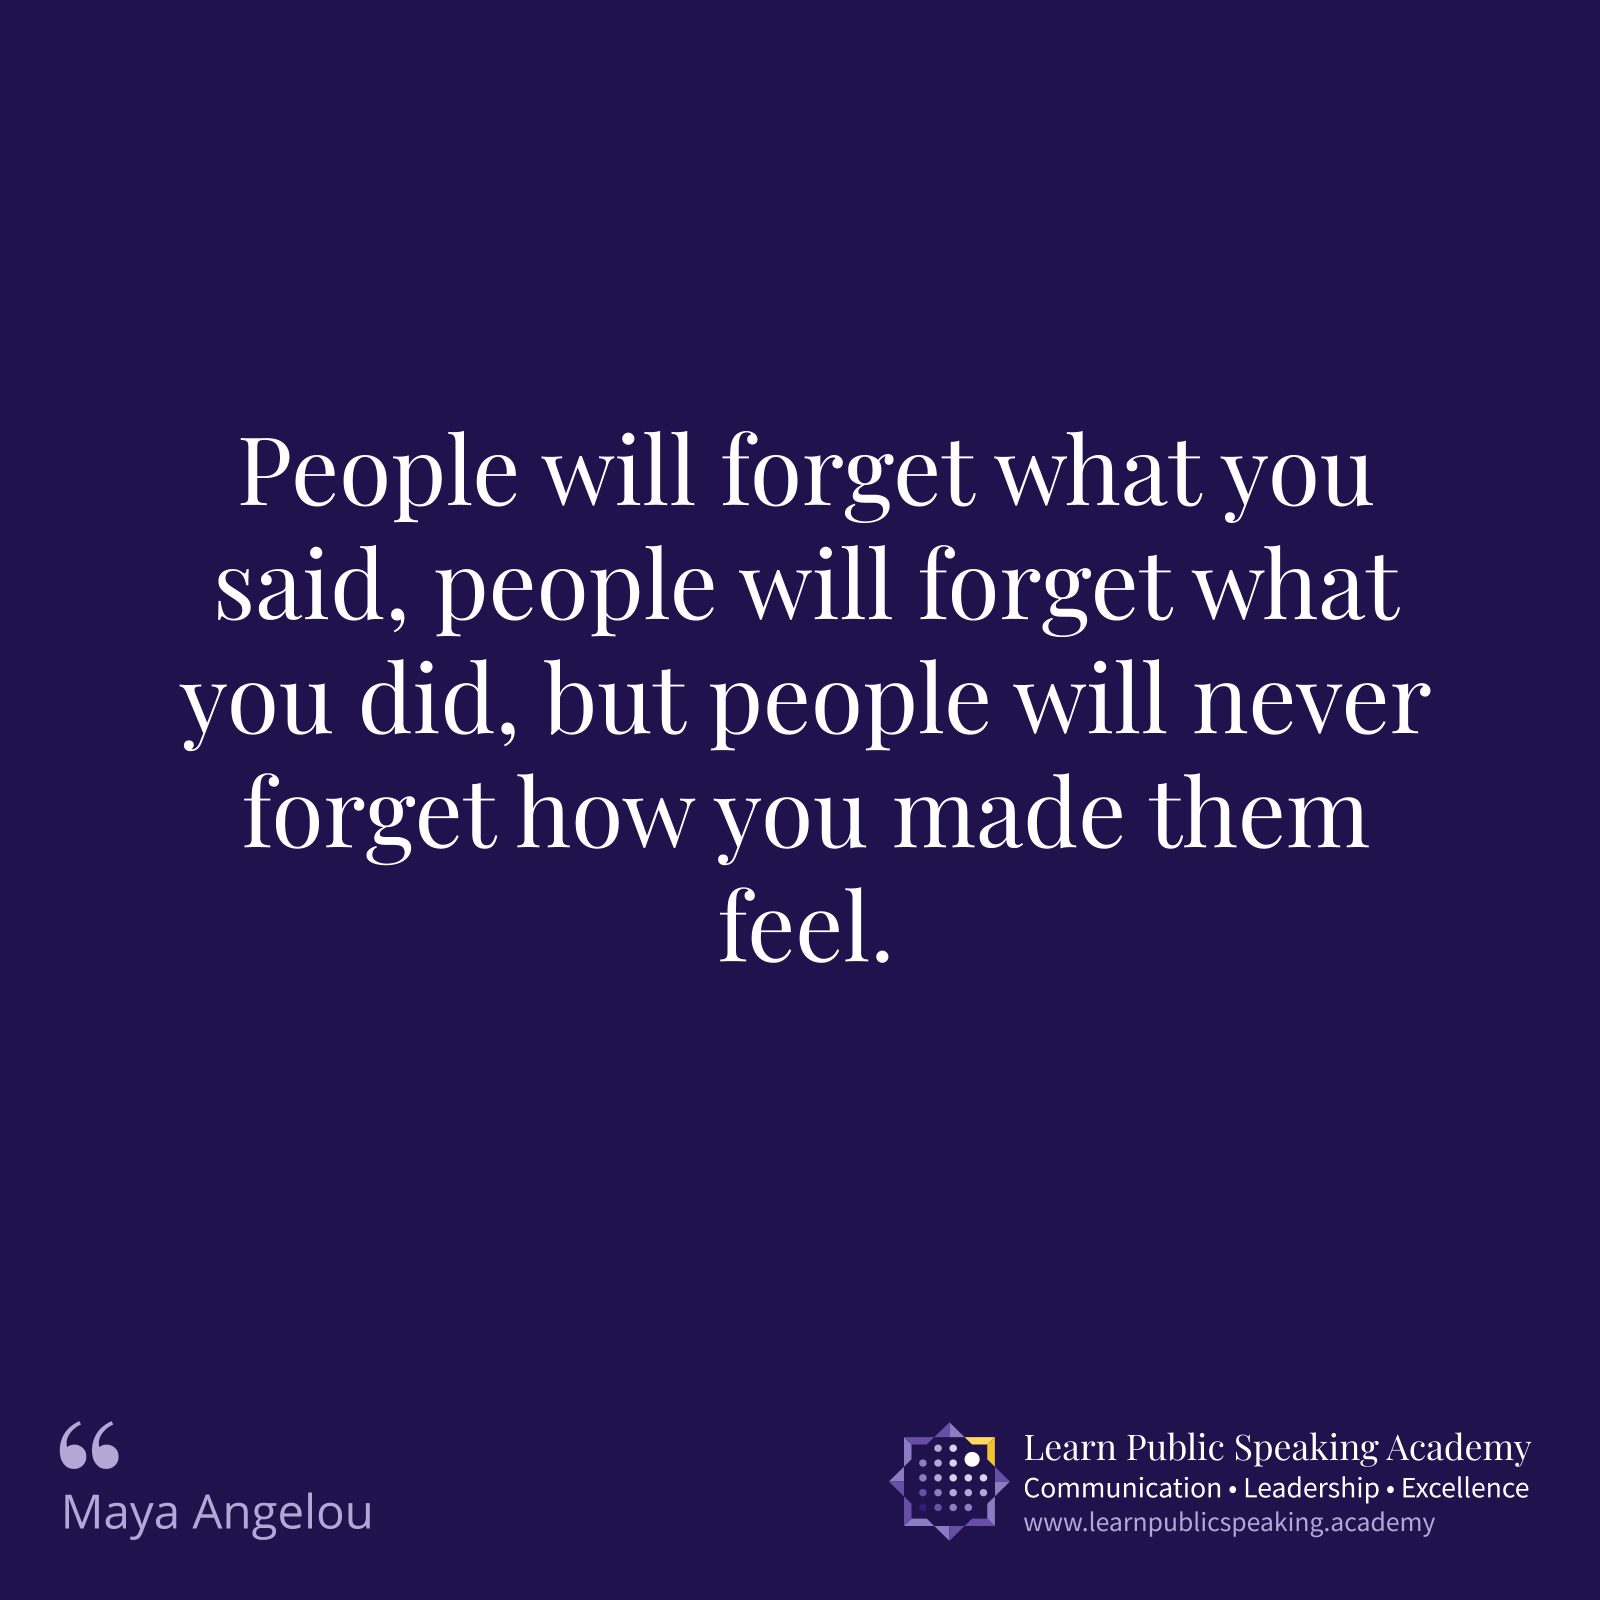 People will forget what you
said, people will forget what
you did, but people will never
forget how you made them
feel.
“
Maya Angelou
Learn Public Speaking Academy
Communication • Leadership • Excellence
www.learnpublicspeaking.academy